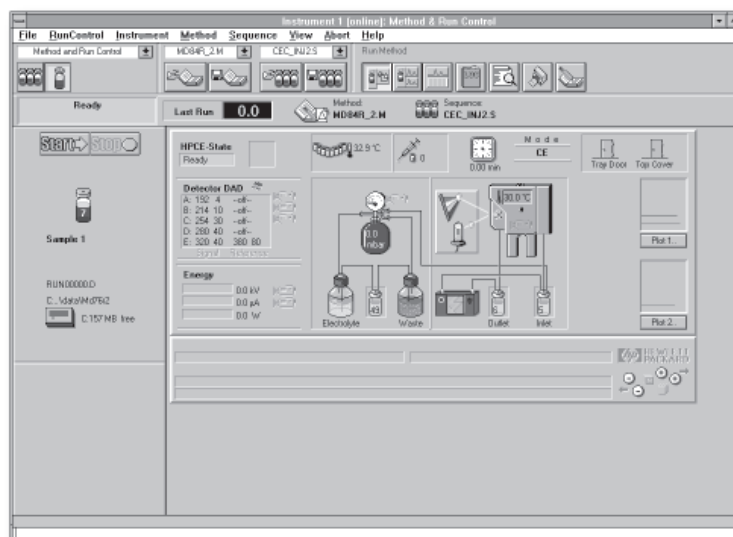 Instrument 1 (online): Method & Run Control
File RunControl Instrument Method Sequence View Abort Help
Method and Run Control MD84R_2.M CEC_INJ2.S Run Method
Ready
Last Run 0.0
Method:
MD84R_2.M
Sequence:
CEC_INJ2.S
Start Stop
7
Sample 1
RUN00000.D
C:157 MB free
HPCE-State
Ready
32.9 °C
0
0.00 min
Mode
CE
Tray Door Top Cover
Detector DAD
A: 192 4 -off-
B: 214 10 -off-
C: 254 30 -off-
D: 280 40 -off-
E: 320 40 380 80
Signal Reference
Energy
0.0 kV
0.0 µA
0.0 W
0.0
mbar
30.0 °C
49
6
5
Electrolyte Waste Outlet Inlet
Plot 1..
Plot 2..
HEWLETT
PACKARD